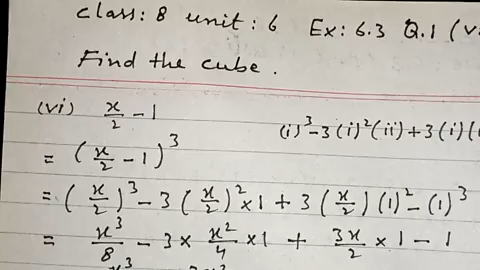 class: 8 unit: 6 Ex: 6.3 Q.1 (v
Find the cube.
(vi) x/2 - 1
(i)³-3(i)²(ii)+3(i)(
= (x/2 - 1)³
= (x/2)³ - 3(x/2)²×1 + 3(x/2)(1)² - (1)³
= x³/8 - 3× x²/4 ×1 + 3x/2 ×1 - 1